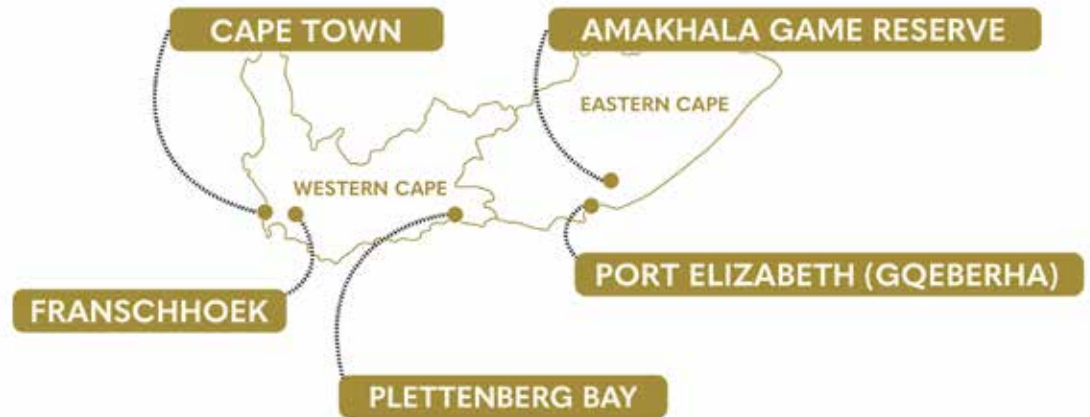 CAPE TOWN
AMAKHALA GAME RESERVE
EASTERN CAPE
WESTERN CAPE
PORT ELIZABETH (GQEBERHA)
FRANSCHHOEK
PLETTENBERG BAY